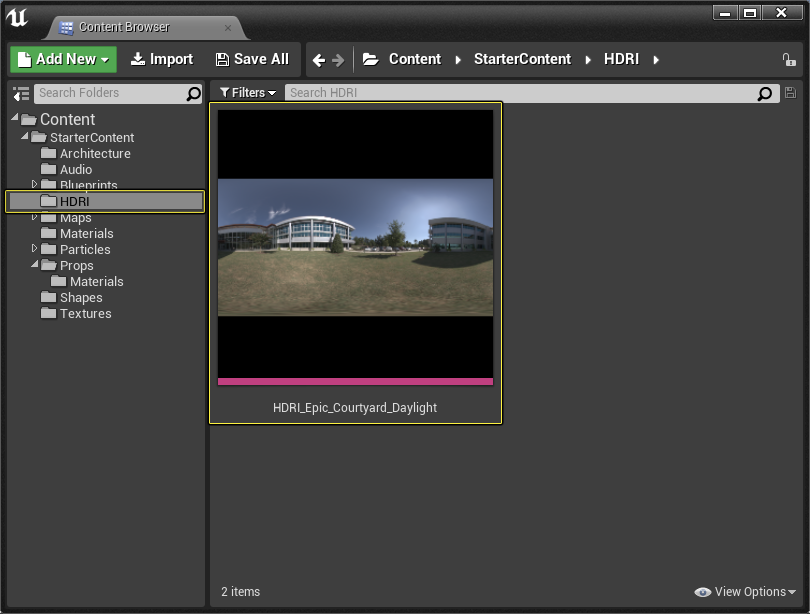 Content Browser
Add New
Import
Save All
Content
StarterContent
HDRI
Search Folders
Filters
Search HDRI
Content
StarterContent
Architecture
Audio
Blueprints
HDRI
Maps
Materials
Particles
Props
Materials
Shapes
Textures
HDRI_Epic_Courtyard_Daylight
2 items
View Options